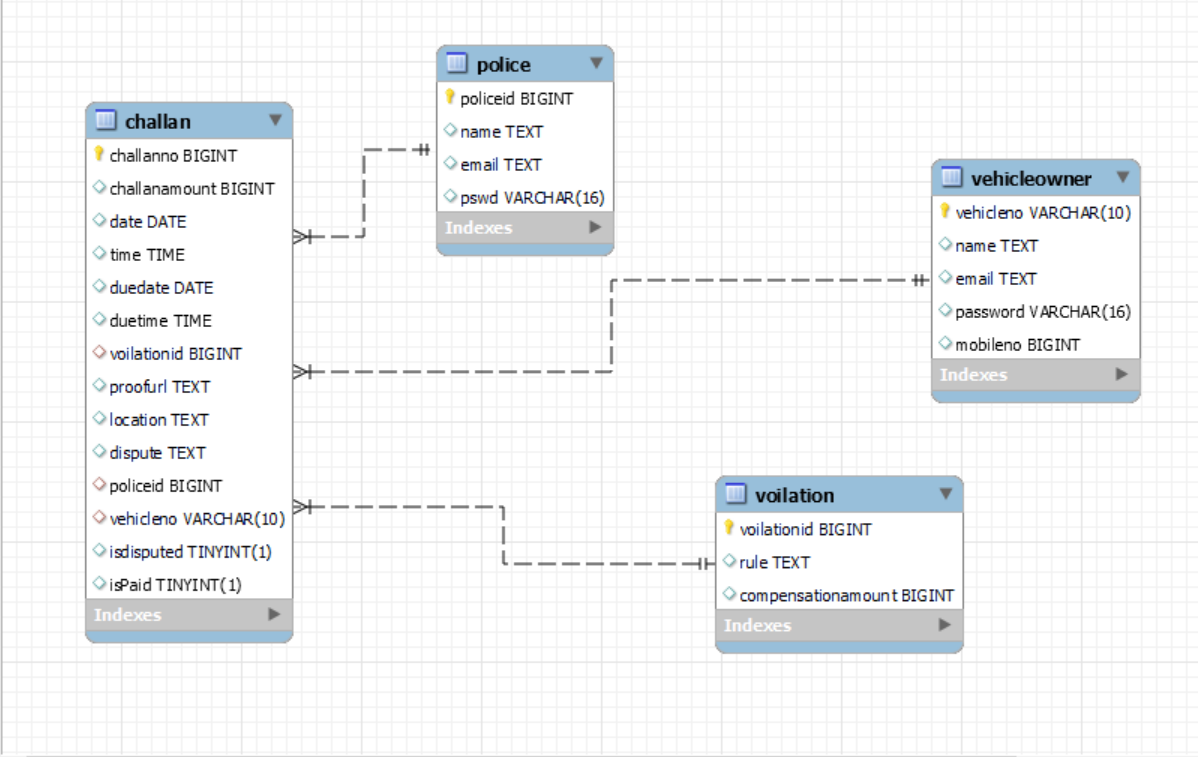 challan
challanno BIGINT
challanamount BIGINT
date DATE
time TIME
duedate DATE
duetime TIME
voilationid BIGINT
proofurl TEXT
location TEXT
dispute TEXT
policeid BIGINT
vehicleno VARCHAR(10)
isdisputed TINYINT(1)
isPaid TINYINT(1)
Indexes
police
policeid BIGINT
name TEXT
email TEXT
pswd VARCHAR(16)
Indexes
vehicleowner
vehicleno VARCHAR(10)
name TEXT
email TEXT
password VARCHAR(16)
mobileno BIGINT
Indexes
voilation
voilationid BIGINT
rule TEXT
compensationamount BIGINT
Indexes